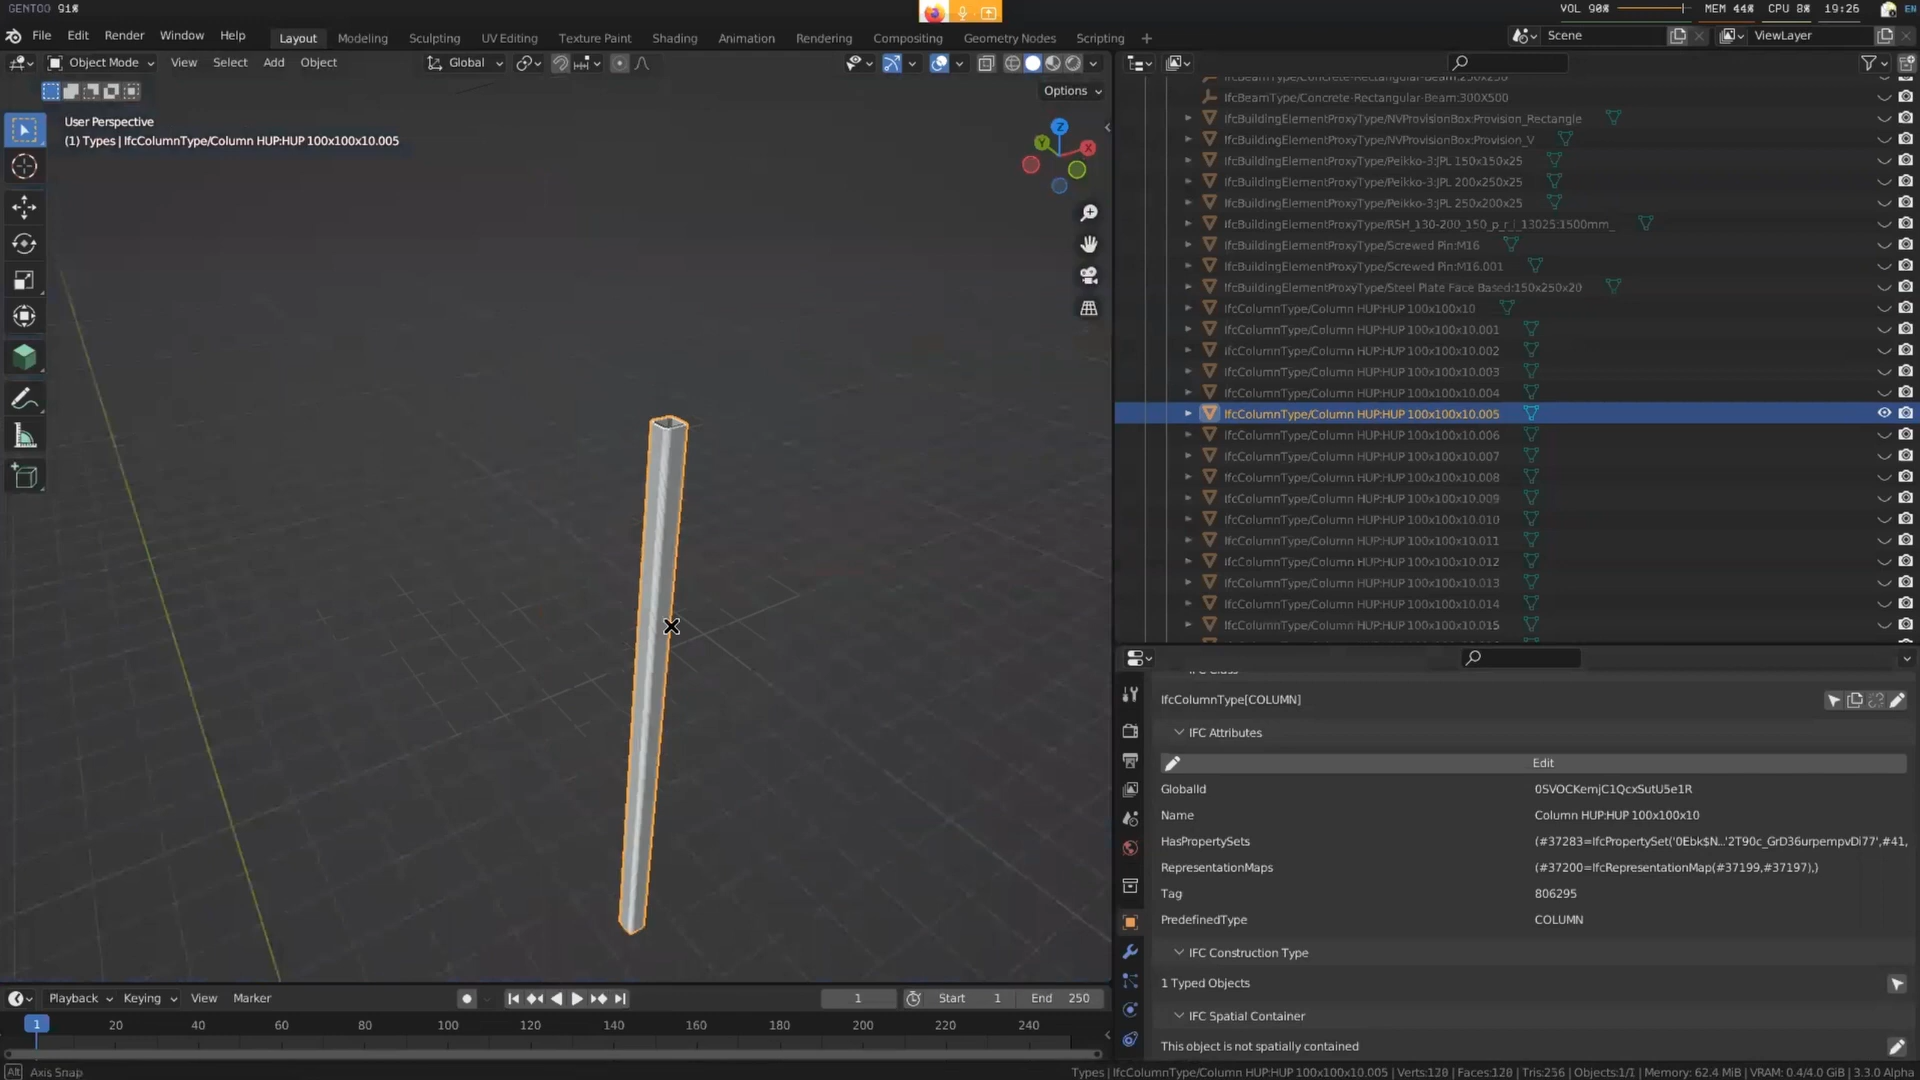 GENTOO 91%
VOL 90% MEM 44% CPU 8% 19:26 EN
File Edit Render Window Help Layout Modeling Sculpting UV Editing Texture Paint Shading Animation Rendering Compositing Geometry Nodes Scripting + Scene ViewLayer
Object Mode View Select Add Object Global
Options
User Perspective
(1) Types | IfcColumnType/Column HUP:HUP 100x100x10.005
Z
Y
X
IfcBeamType/Concrete-Rectangular-Beam:250x250
IfcBeamType/Concrete-Rectangular-Beam:300X500
IfcBuildingElementProxyType/NVProvisionBox:Provision_Rectangle
IfcBuildingElementProxyType/NVProvisionBox:Provision_V
IfcBuildingElementProxyType/Peikko-3:JPL 150x150x25
IfcBuildingElementProxyType/Peikko-3:JPL 200x250x25
IfcBuildingElementProxyType/Peikko-3:JPL 250x200x25
IfcBuildingElementProxyType/RSH_130-200_150_p_r_l_13025:1500mm_
IfcBuildingElementProxyType/Screwed Pin:M16
IfcBuildingElementProxyType/Screwed Pin:M16.001
IfcBuildingElementProxyType/Steel Plate Face Based:150x250x20
IfcColumnType/Column HUP:HUP 100x100x10
IfcColumnType/Column HUP:HUP 100x100x10.001
IfcColumnType/Column HUP:HUP 100x100x10.002
IfcColumnType/Column HUP:HUP 100x100x10.003
IfcColumnType/Column HUP:HUP 100x100x10.004
IfcColumnType/Column HUP:HUP 100x100x10.005
IfcColumnType/Column HUP:HUP 100x100x10.006
IfcColumnType/Column HUP:HUP 100x100x10.007
IfcColumnType/Column HUP:HUP 100x100x10.008
IfcColumnType/Column HUP:HUP 100x100x10.009
IfcColumnType/Column HUP:HUP 100x100x10.010
IfcColumnType/Column HUP:HUP 100x100x10.011
IfcColumnType/Column HUP:HUP 100x100x10.012
IfcColumnType/Column HUP:HUP 100x100x10.013
IfcColumnType/Column HUP:HUP 100x100x10.014
IfcColumnType/Column HUP:HUP 100x100x10.015
IfcColumnType[COLUMN]
IFC Attributes
Edit
GlobalId 0SVOCKemjC1QcxSutU5e1R
Name Column HUP:HUP 100x100x10
HasPropertySets (#37283=IfcPropertySet('0Ebk$N...'2T90c_GrD36urpempvDi77',#41,
RepresentationMaps (#37200=IfcRepresentationMap(#37199,#37197),)
Tag 806295
PredefinedType COLUMN
IFC Construction Type
1 Typed Objects
IFC Spatial Container
This object is not spatially contained
Playback Keying View Marker 1 Start 1 End 250
1 20 40 60 80 100 120 140 160 180 200 220 240
Alt Axis Snap
Types | IfcColumnType/Column HUP:HUP 100x100x10.005 | Verts:128 | Faces:128 | Tris:256 | Objects:1/1 | Memory: 62.4 MiB | VRAM: 0.4/4.0 GiB | 3.3.0 Alpha